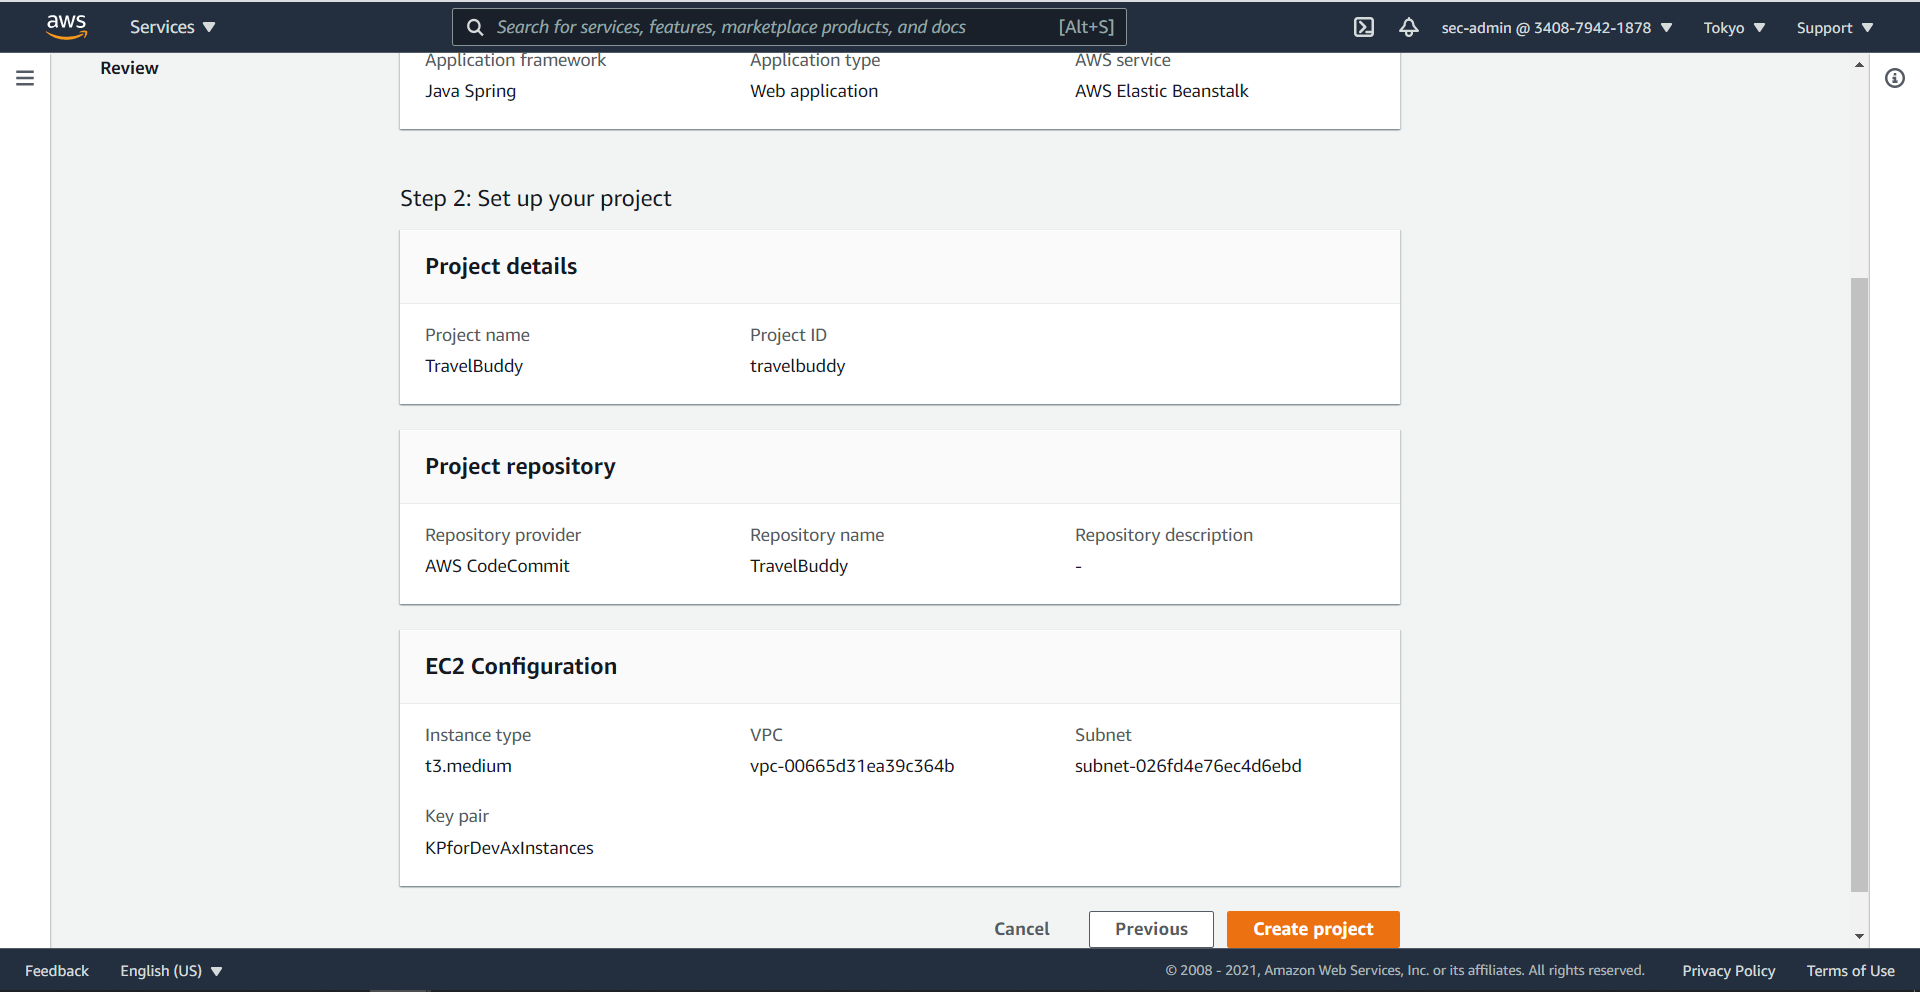 aws Services Search for services, features, marketplace products, and docs [Alt+S] sec-admin @ 3408-7942-1878 Tokyo Support
Review
Application framework Application type AWS service
Java Spring Web application AWS Elastic Beanstalk
Step 2: Set up your project
Project details
Project name Project ID
TravelBuddy travelbuddy
Project repository
Repository provider Repository name Repository description
AWS CodeCommit TravelBuddy -
EC2 Configuration
Instance type VPC Subnet
t3.medium vpc-00665d31ea39c364b subnet-026fd4e76ec4d6ebd
Key pair
KPforDevAxInstances
Cancel Previous Create project
Feedback English (US) © 2008 - 2021, Amazon Web Services, Inc. or its affiliates. All rights reserved. Privacy Policy Terms of Use